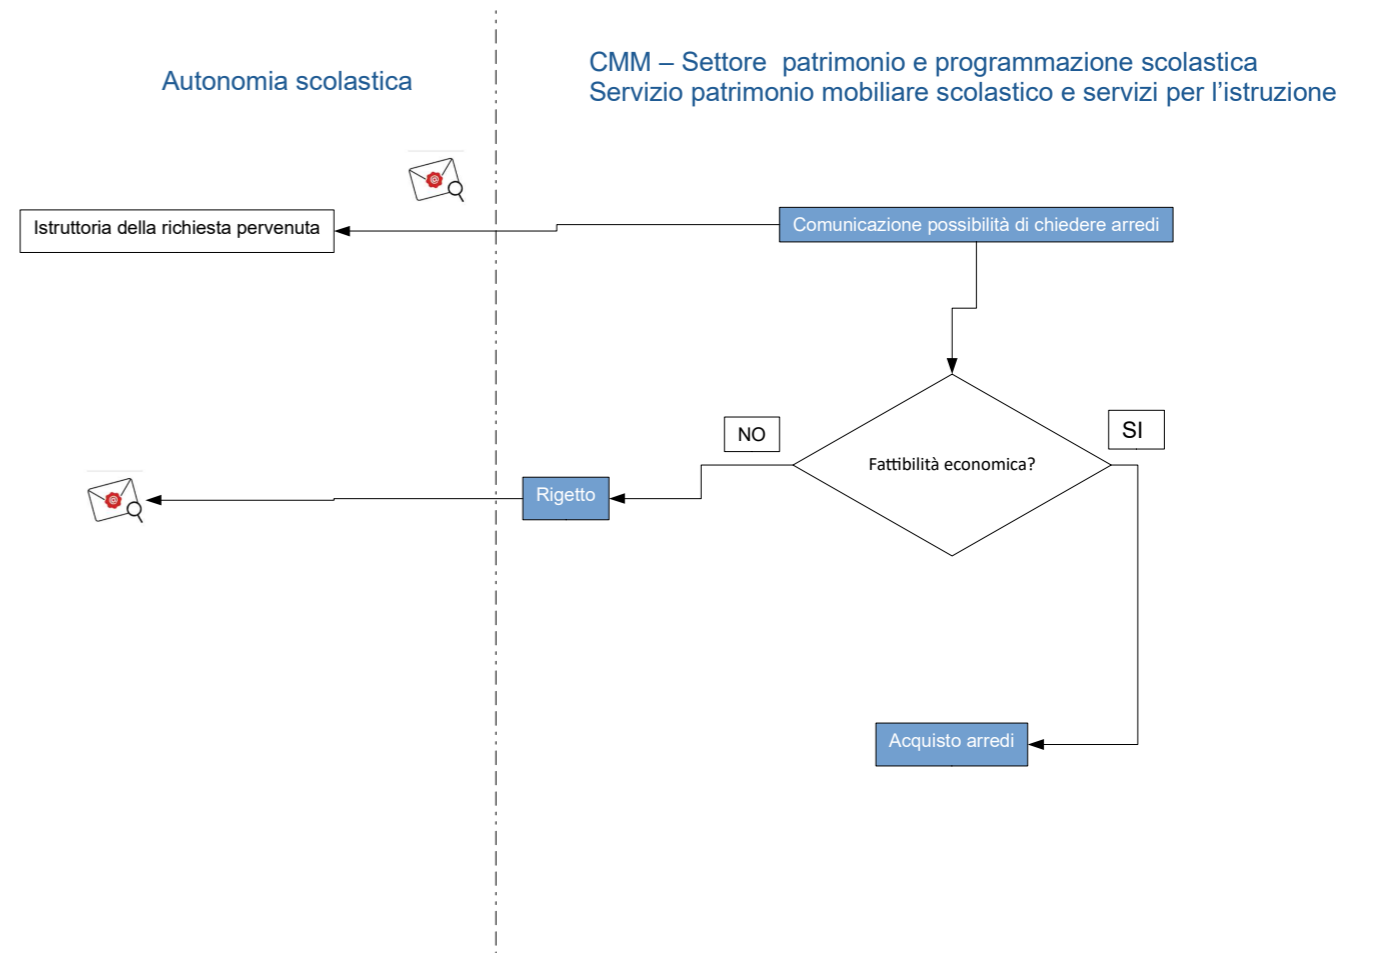 Autonomia scolastica
CMM – Settore  patrimonio e programmazione scolastica
Servizio patrimonio mobiliare scolastico e servizi per l’istruzione
@
Istruttoria della richiesta pervenuta
Comunicazione possibilità di chiedere arredi
NO
SI
Fattibilità economica?
@
Rigetto
Acquisto arredi